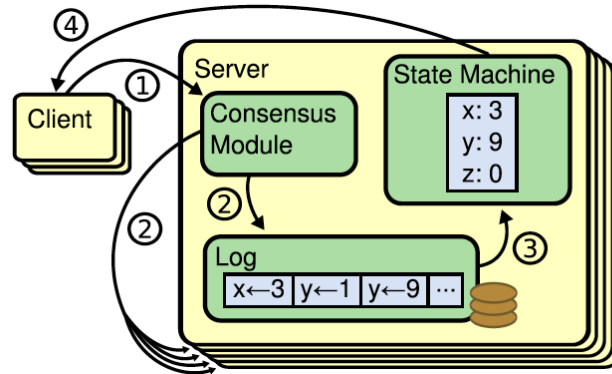 ④
①
Server
State Machine
Client
Consensus
Module
x: 3
y: 9
z: 0
②
②
③
Log
x←3 y←1 y←9 ...